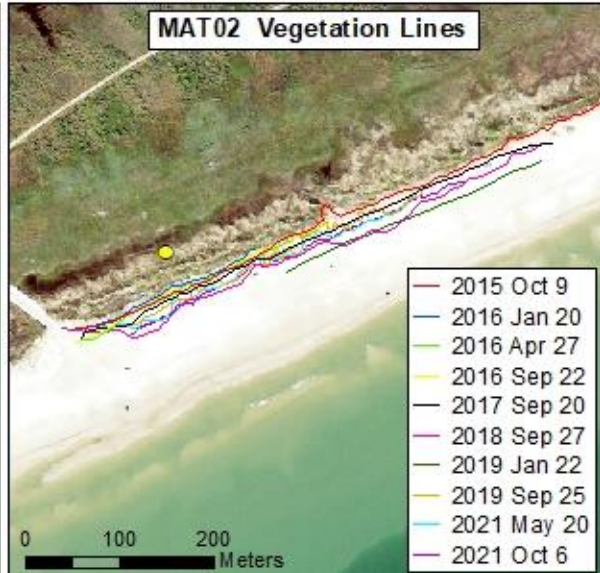 MAT02 Vegetation Lines
2015 Oct 9
2016 Jan 20
2016 Apr 27
2016 Sep 22
2017 Sep 20
2018 Sep 27
2019 Jan 22
2019 Sep 25
2021 May 20
2021 Oct 6
0 100 200
Meters